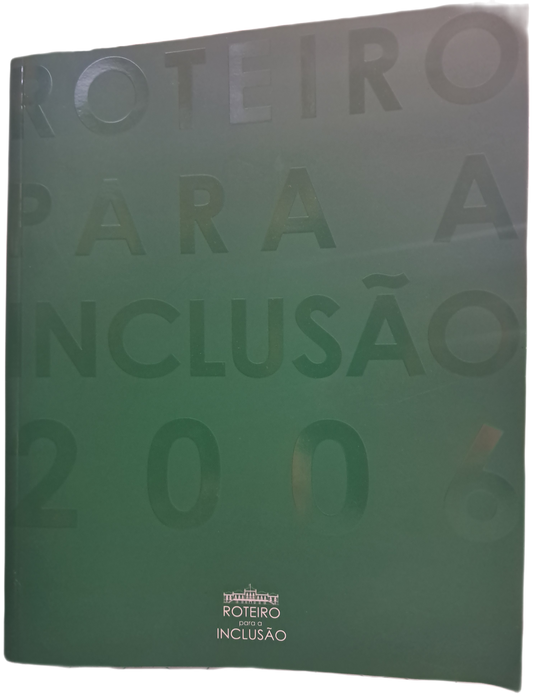 ROTEIRO
PARA A
INCLUSÃO
2006
ROTEIRO
para a
INCLUSÃO